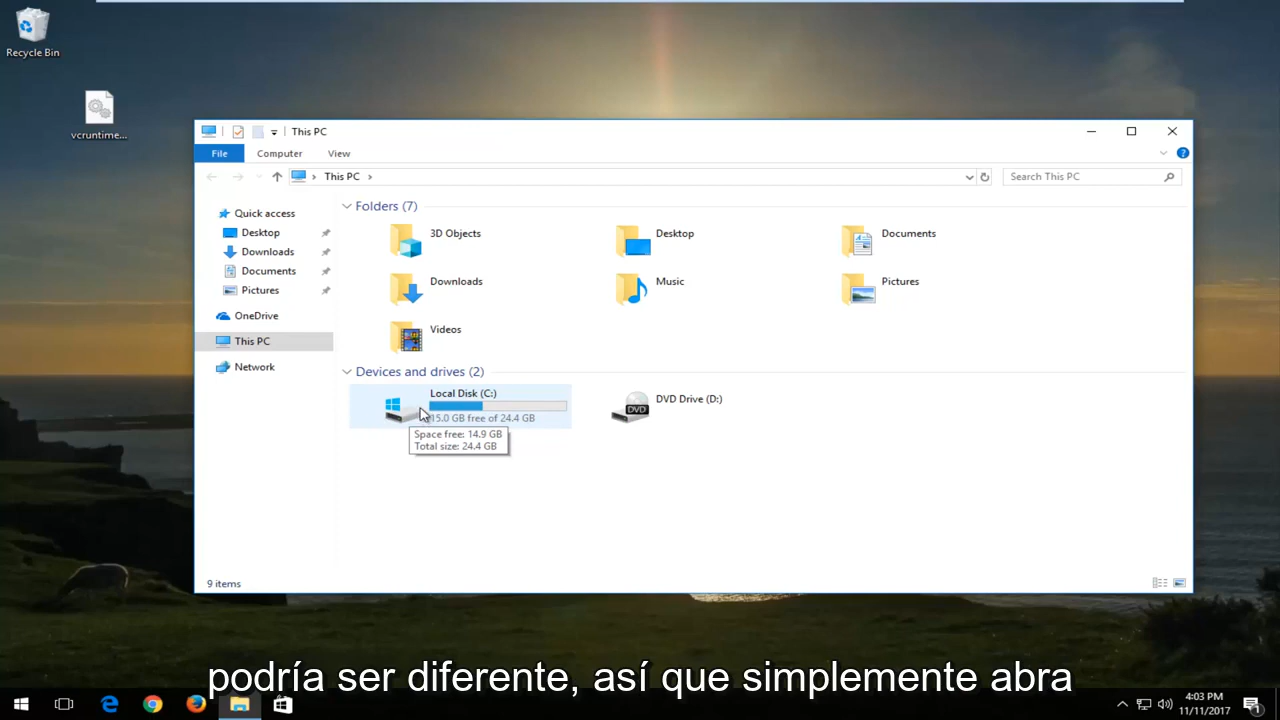 Recycle Bin
vcruntime...
This PC
File
Computer
View
This PC
Search This PC
Quick access
Desktop
Downloads
Documents
Pictures
OneDrive
This PC
Network
Folders (7)
3D Objects
Desktop
Documents
Downloads
Music
Pictures
Videos
Devices and drives (2)
Local Disk (C:)
15.0 GB free of 24.4 GB
DVD Drive (D:)
DVD
Space free: 14.9 GB
Total size: 24.4 GB
9 items
podría ser diferente, así que simplemente abra
4:03 PM
11/11/2017
1